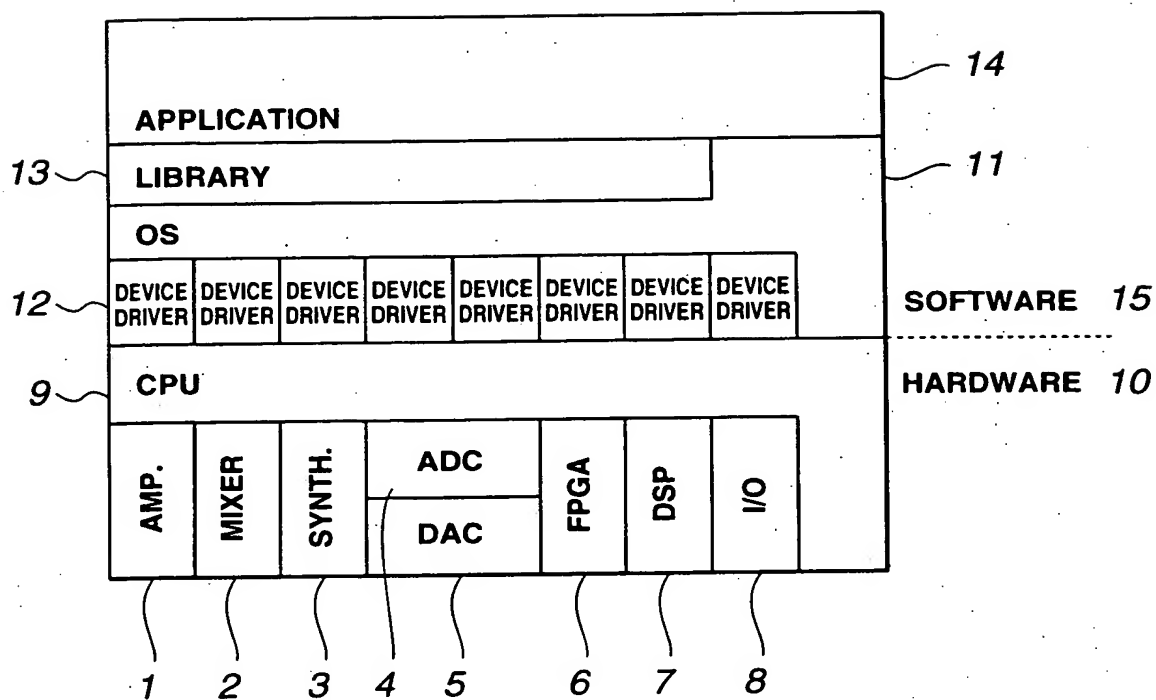 14
APPLICATION
13
LIBRARY
11
OS
12
DEVICE DRIVER
DEVICE DRIVER
DEVICE DRIVER
DEVICE DRIVER
DEVICE DRIVER
DEVICE DRIVER
DEVICE DRIVER
DEVICE DRIVER
SOFTWARE 15
9
CPU
HARDWARE 10
AMP.
MIXER
SYNTH.
ADC
DAC
FPGA
DSP
I/O
1 2 3 4 5 6 7 8